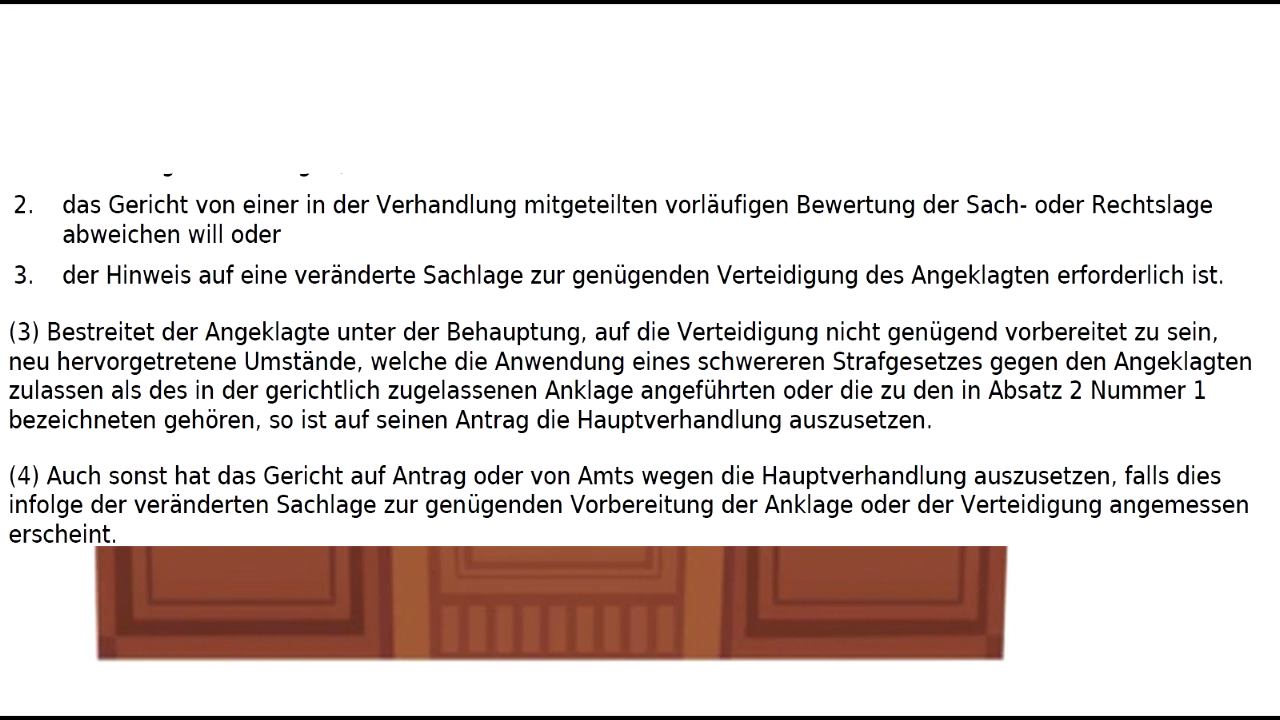 2. das Gericht von einer in der Verhandlung mitgeteilten vorläufigen Bewertung der Sach- oder Rechtslage
abweichen will oder
3. der Hinweis auf eine veränderte Sachlage zur genügenden Verteidigung des Angeklagten erforderlich ist.
(3) Bestreitet der Angeklagte unter der Behauptung, auf die Verteidigung nicht genügend vorbereitet zu sein,
neu hervorgetretene Umstände, welche die Anwendung eines schwereren Strafgesetzes gegen den Angeklagten
zulassen als des in der gerichtlich zugelassenen Anklage angeführten oder die zu den in Absatz 2 Nummer 1
bezeichneten gehören, so ist auf seinen Antrag die Hauptverhandlung auszusetzen.
(4) Auch sonst hat das Gericht auf Antrag oder von Amts wegen die Hauptverhandlung auszusetzen, falls dies
infolge der veränderten Sachlage zur genügenden Vorbereitung der Anklage oder der Verteidigung angemessen
erscheint.